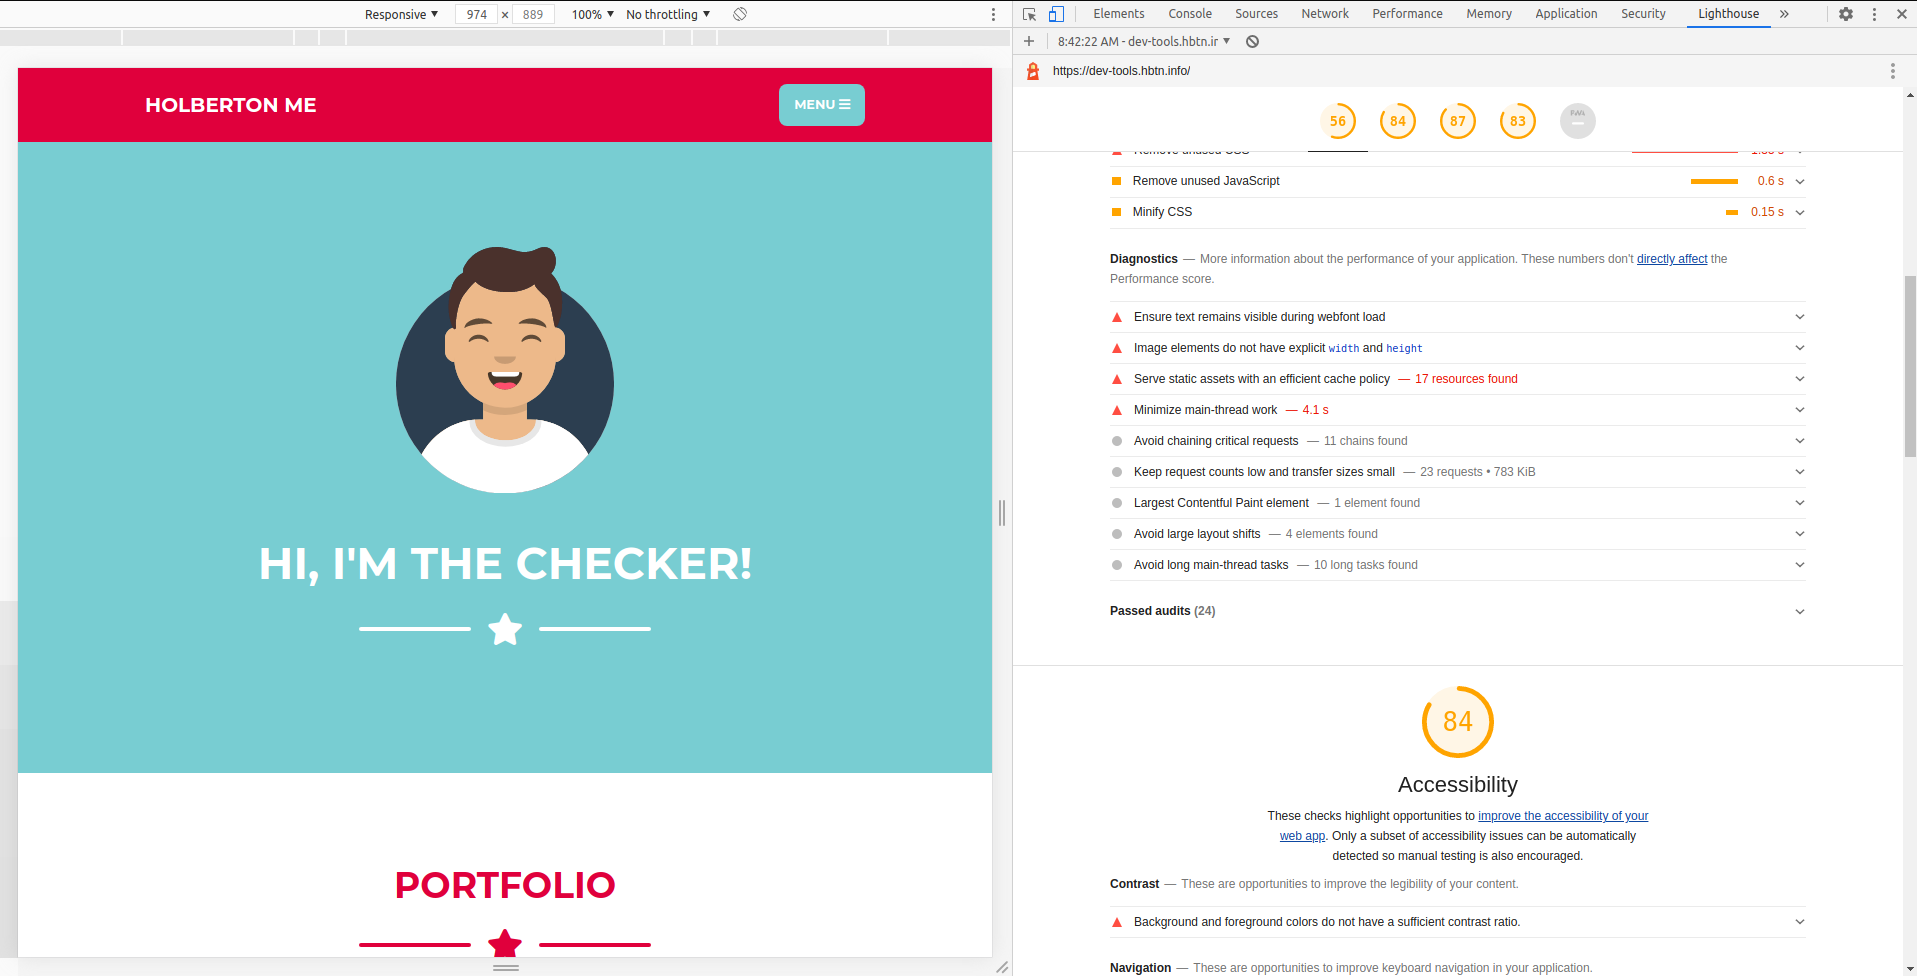 Responsive 974 × 889 100% No throttling
Elements Console Sources Network Performance Memory Application Security Lighthouse »
8:42:22 AM - dev-tools.hbtn.ir
https://dev-tools.hbtn.info/
HOLBERTON ME
MENU
HI, I'M THE CHECKER!
PORTFOLIO
56 84 87 83 PWA
Remove unused CSS
Remove unused JavaScript 0.6 s
Minify CSS 0.15 s
Diagnostics — More information about the performance of your application. These numbers don't directly affect the
Performance score.
Ensure text remains visible during webfont load
Image elements do not have explicit width and height
Serve static assets with an efficient cache policy — 17 resources found
Minimize main-thread work — 4.1 s
Avoid chaining critical requests — 11 chains found
Keep request counts low and transfer sizes small — 23 requests • 783 KiB
Largest Contentful Paint element — 1 element found
Avoid large layout shifts — 4 elements found
Avoid long main-thread tasks — 10 long tasks found
Passed audits (24)
84
Accessibility
These checks highlight opportunities to improve the accessibility of your
web app. Only a subset of accessibility issues can be automatically
detected so manual testing is also encouraged.
Contrast — These are opportunities to improve the legibility of your content.
Background and foreground colors do not have a sufficient contrast ratio.
Navigation — These are opportunities to improve keyboard navigation in your application.